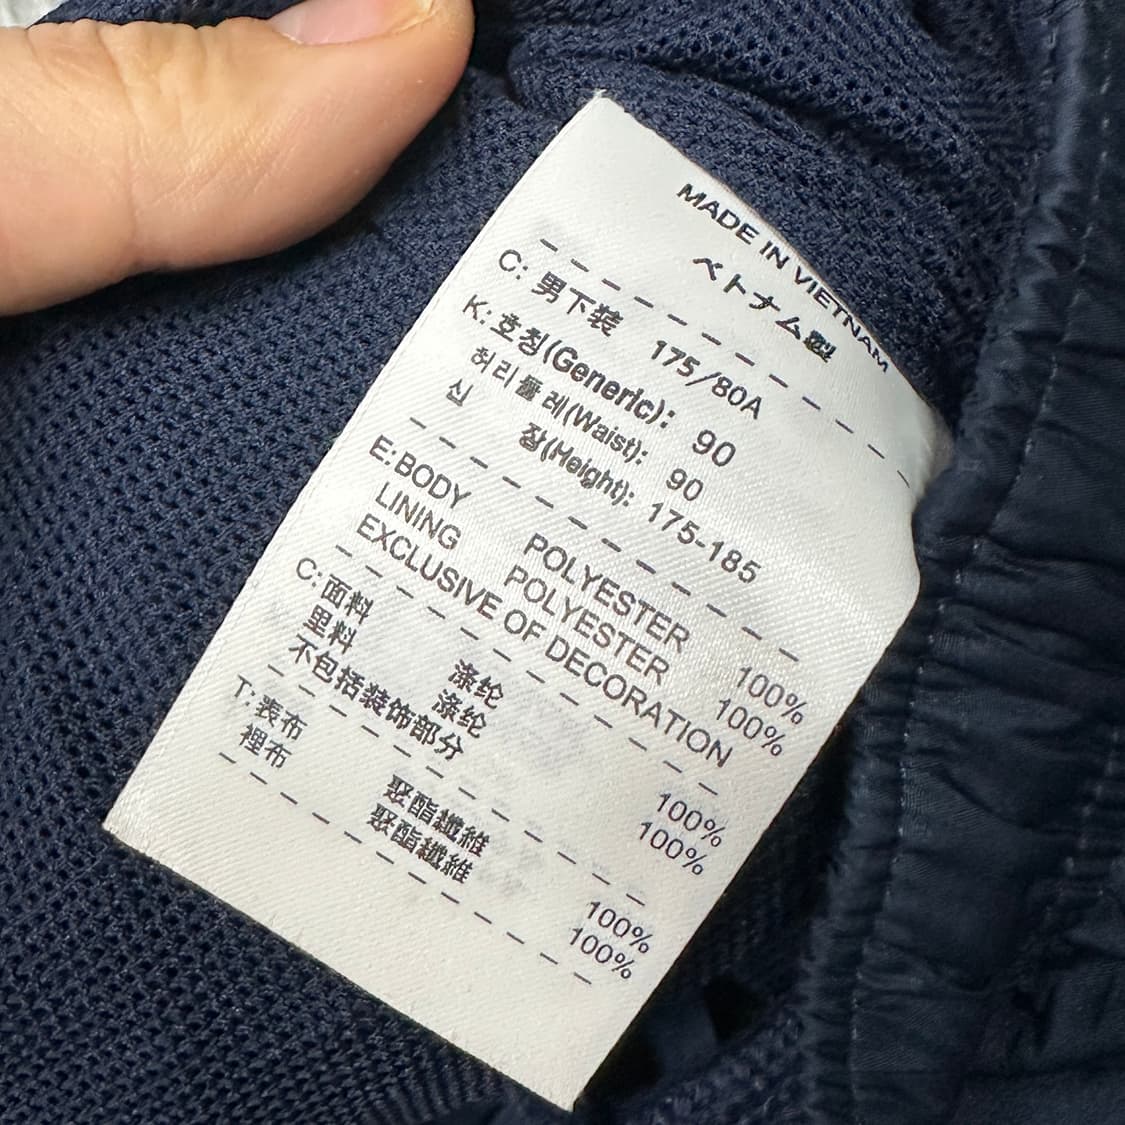 MADE IN VIETNAM
ベトナム製
C: 男下装 175/80A
K: 호칭(Generic): 90
허리둘레(Waist): 90
신 장(Height): 175-185
E:BODY POLYESTER 100%
LINING POLYESTER 100%
EXCLUSIVE OF DECORATION
C:面料 涤纶 100%
里料 涤纶 100%
不包括装饰部分
T:表布 聚酯纖維 100%
裡布 聚酯纖維 100%